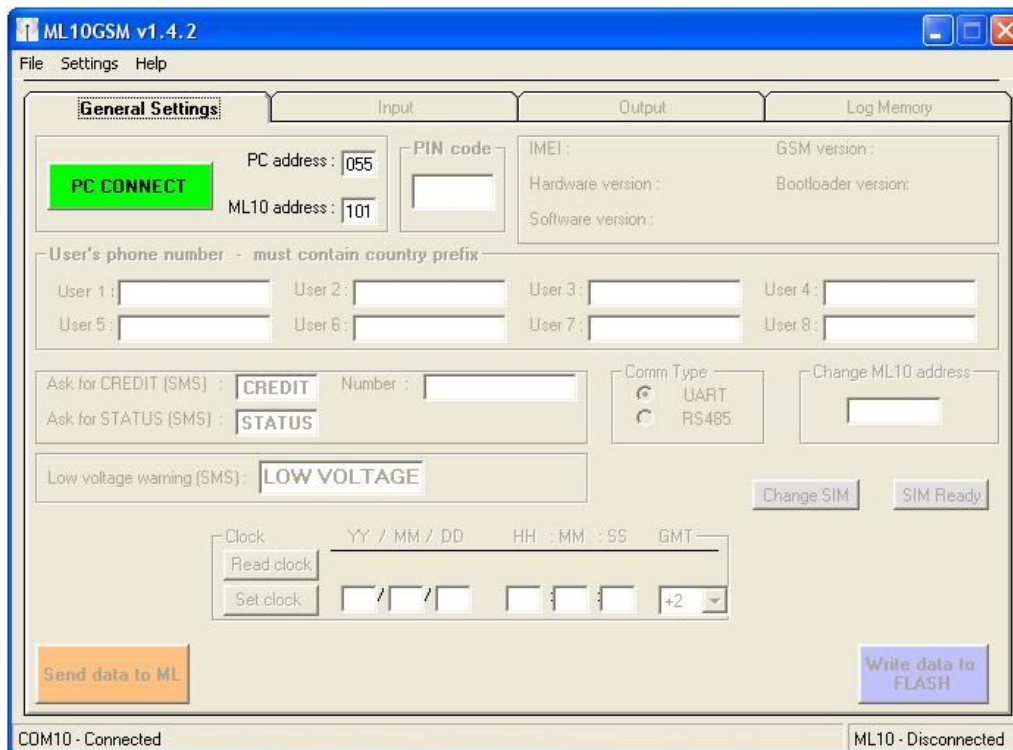 ML10GSM v1.4.2
File Settings Help
General Settings Input Output Log Memory
PC CONNECT
PC address : 055
ML10 address : 101
PIN code
IMEI :
GSM version :
Hardware version :
Bootloader version:
Software version :
User's phone number - must contain country prefix
User 1 : User 2 : User 3 : User 4 :
User 5 : User 6 : User 7 : User 8 :
Ask for CREDIT (SMS) : CREDIT Number :
Ask for STATUS (SMS) : STATUS
Comm Type
UART
RS485
Change ML10 address
Low voltage warning (SMS) : LOW VOLTAGE
Change SIM SIM Ready
Clock YY / MM / DD HH : MM : SS GMT
Read clock
Set clock / / : : +2
Send data to ML
Write data to
FLASH
COM10 - Connected ML10 - Disconnected